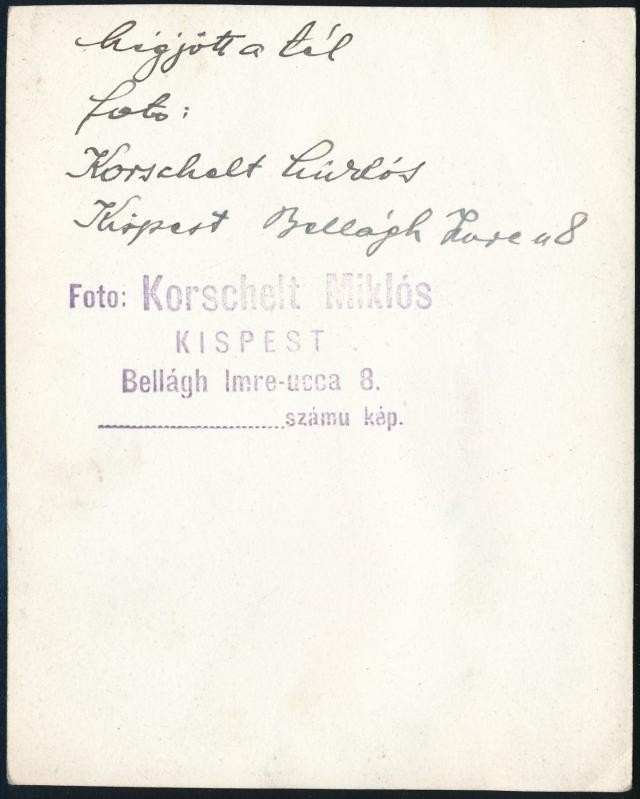 Megjött a tél
foto:
Korschelt Miklós
Kispest Bellágh Imre u 8
Foto: Korschelt Miklós
KISPEST
Bellágh Imre-ucca 8.
számu kép.